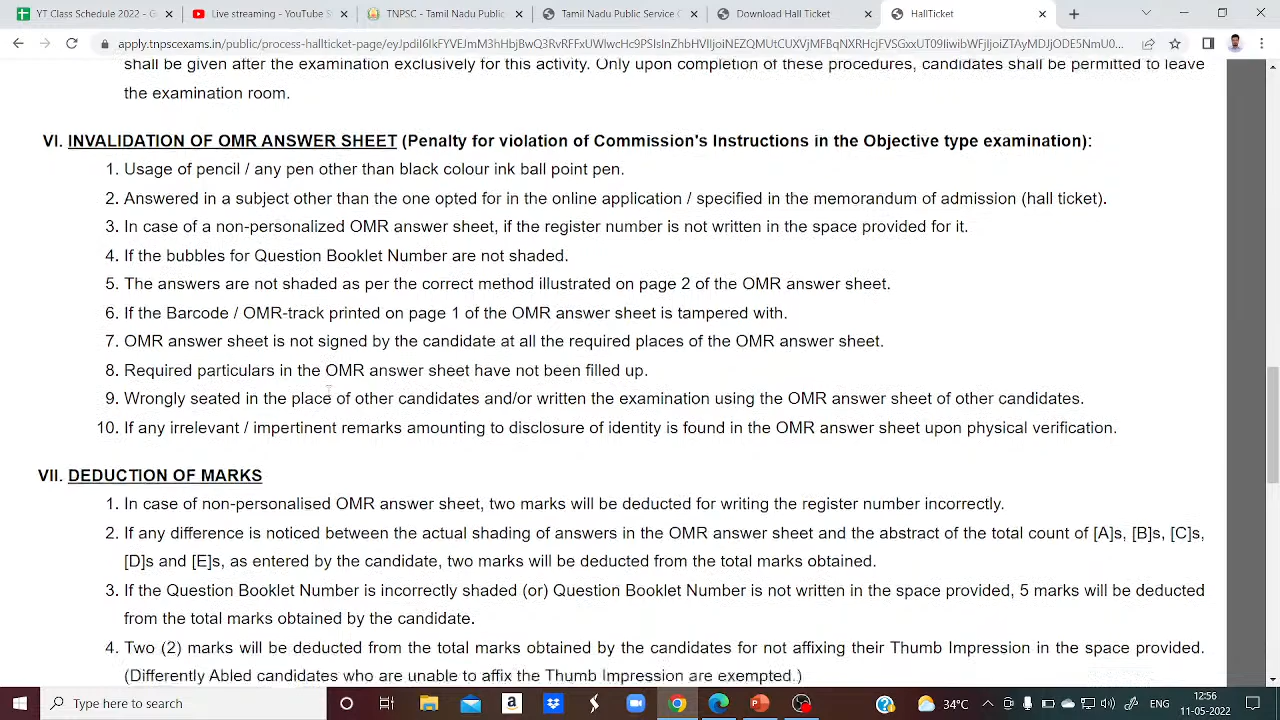 YT Class Schedule 2022 - G
Live streaming - YouTube S
TNPSC - Tamil Nadu Public
Tamil Nadu Public Service C
Download Hall Ticket
HallTicket
shall be given after the examination exclusively for this activity. Only upon completion of these procedures, candidates shall be permitted to leave
the examination room.
VI. INVALIDATION OF OMR ANSWER SHEET (Penalty for violation of Commission's Instructions in the Objective type examination):
1. Usage of pencil / any pen other than black colour ink ball point pen.
2. Answered in a subject other than the one opted for in the online application / specified in the memorandum of admission (hall ticket).
3. In case of a non-personalized OMR answer sheet, if the register number is not written in the space provided for it.
4. If the bubbles for Question Booklet Number are not shaded.
5. The answers are not shaded as per the correct method illustrated on page 2 of the OMR answer sheet.
6. If the Barcode / OMR-track printed on page 1 of the OMR answer sheet is tampered with.
7. OMR answer sheet is not signed by the candidate at all the required places of the OMR answer sheet.
8. Required particulars in the OMR answer sheet have not been filled up.
9. Wrongly seated in the place of other candidates and/or written the examination using the OMR answer sheet of other candidates.
10. If any irrelevant / impertinent remarks amounting to disclosure of identity is found in the OMR answer sheet upon physical verification.
VII. DEDUCTION OF MARKS
1. In case of non-personalised OMR answer sheet, two marks will be deducted for writing the register number incorrectly.
2. If any difference is noticed between the actual shading of answers in the OMR answer sheet and the abstract of the total count of [A]s, [B]s, [C]s,
[D]s and [E]s, as entered by the candidate, two marks will be deducted from the total marks obtained.
3. If the Question Booklet Number is incorrectly shaded (or) Question Booklet Number is not written in the space provided, 5 marks will be deducted
from the total marks obtained by the candidate.
4. Two (2) marks will be deducted from the total marks obtained by the candidates for not affixing their Thumb Impression in the space provided.
(Differently Abled candidates who are unable to affix the Thumb Impression are exempted.)
Type here to search
34°C
ENG
12:56
11-05-2022